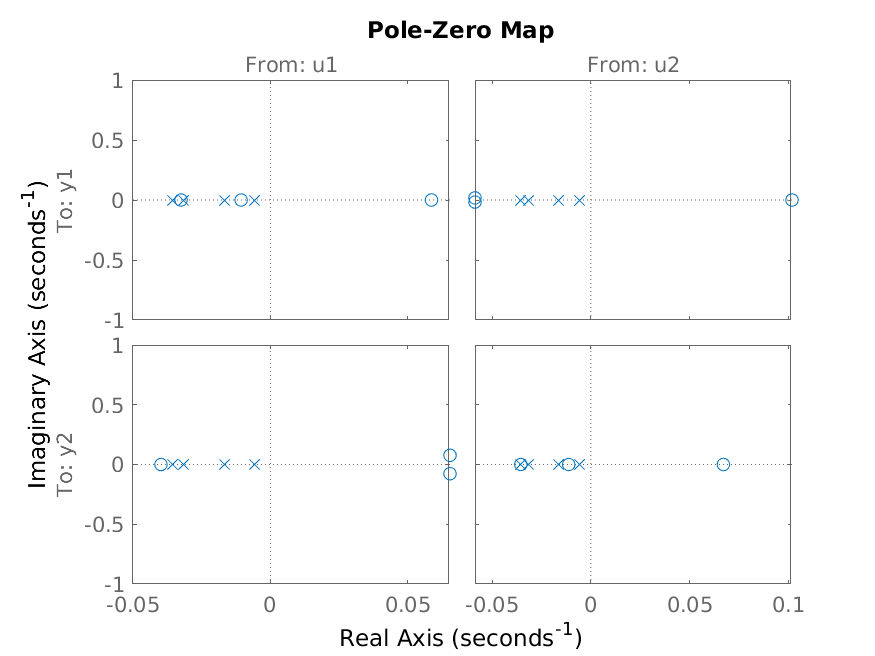 Pole-Zero Map
From: u1
From: u2
Imaginary Axis (seconds⁻¹)
To: y1
1
0.5
0
-0.5
-1
To: y2
1
0.5
0
-0.5
-1
-0.05
0
0.05
-0.05
0
0.05
0.1
Real Axis (seconds⁻¹)